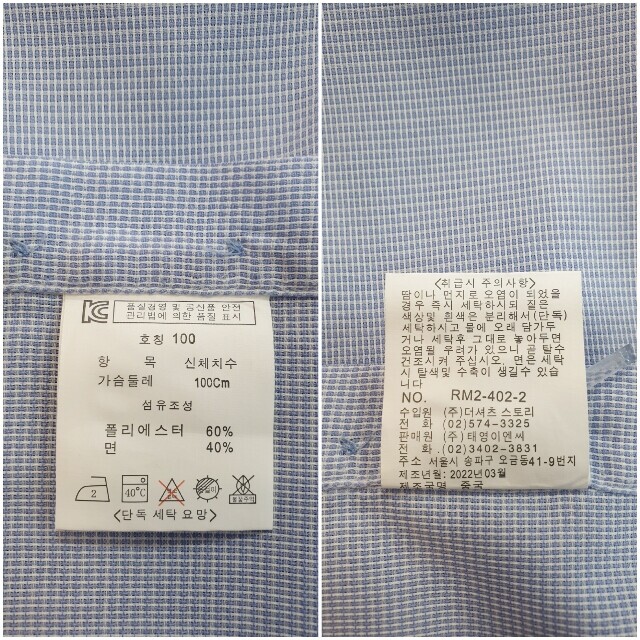 KC
품질경영 및 공산품 안전
관리법에 의한 품질 표시
호칭 100
항 목 신체치수
가슴둘레 100Cm
섬유조성
폴리에스터 60%
면 40%
2
40°C
<단독 세탁 요망>
<취급시 주의사항>
땀이나 먼지로 오염이 되었을
경우 즉시 세탁하시되 짙은
색상및 흰색은 분리해서(단독)
세탁하시고 물에 오래 담가두
거나 세탁후 그대로 놓아두면
오염될 우려가 있으니 곧 탈수
건조시켜 주십시오, 면은 세탁
시 탈색및 수축이 생길수 있습
니다
NO. RM2-402-2
수입원 (주)더셔츠 스토리
전 화 (02)574-3325
판매원 (주)태영이앤씨
전 화 .(02)3402-3831
주소 서울시 송파구 오금동41-9번지
제조년월: 2022년03월
제조국명: 중국